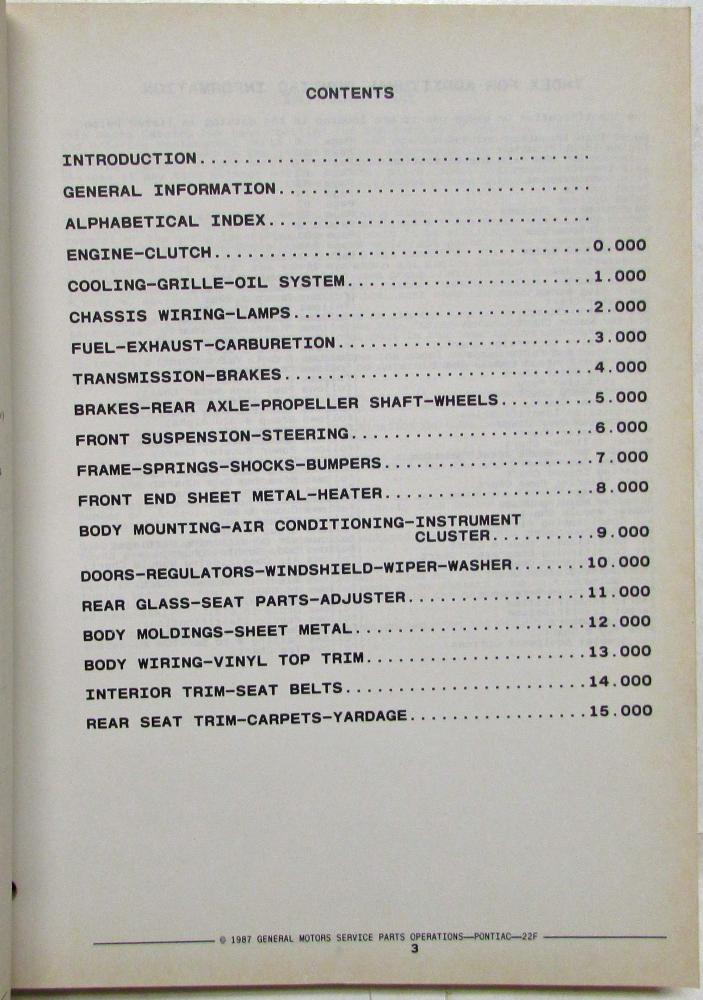 CONTENTS
INTRODUCTION....................................
GENERAL INFORMATION.............................
ALPHABETICAL INDEX..............................
ENGINE–CLUTCH...................................0.000
COOLING–GRILLE–OIL SYSTEM.......................1.000
CHASSIS WIRING–LAMPS............................2.000
FUEL–EXHAUST–CARBURETION........................3.000
TRANSMISSION–BRAKES.............................4.000
BRAKES–REAR AXLE–PROPELLER SHAFT–WHEELS.........5.000
FRONT SUSPENSION–STEERING.......................6.000
FRAME–SPRINGS–SHOCKS–BUMPERS....................7.000
FRONT END SHEET METAL–HEATER....................8.000
BODY MOUNTING–AIR CONDITIONING–INSTRUMENT
CLUSTER..........9.000
DOORS–REGULATORS–WINDSHIELD–WIPER–WASHER.......10.000
REAR GLASS–SEAT PARTS–ADJUSTER.................11.000
BODY MOLDINGS–SHEET METAL......................12.000
BODY WIRING–VINYL TOP TRIM.....................13.000
INTERIOR TRIM–SEAT BELTS.......................14.000
REAR SEAT TRIM–CARPETS–YARDAGE.................15.000
© 1987 GENERAL MOTORS SERVICE PARTS OPERATIONS—PONTIAC—22F
3